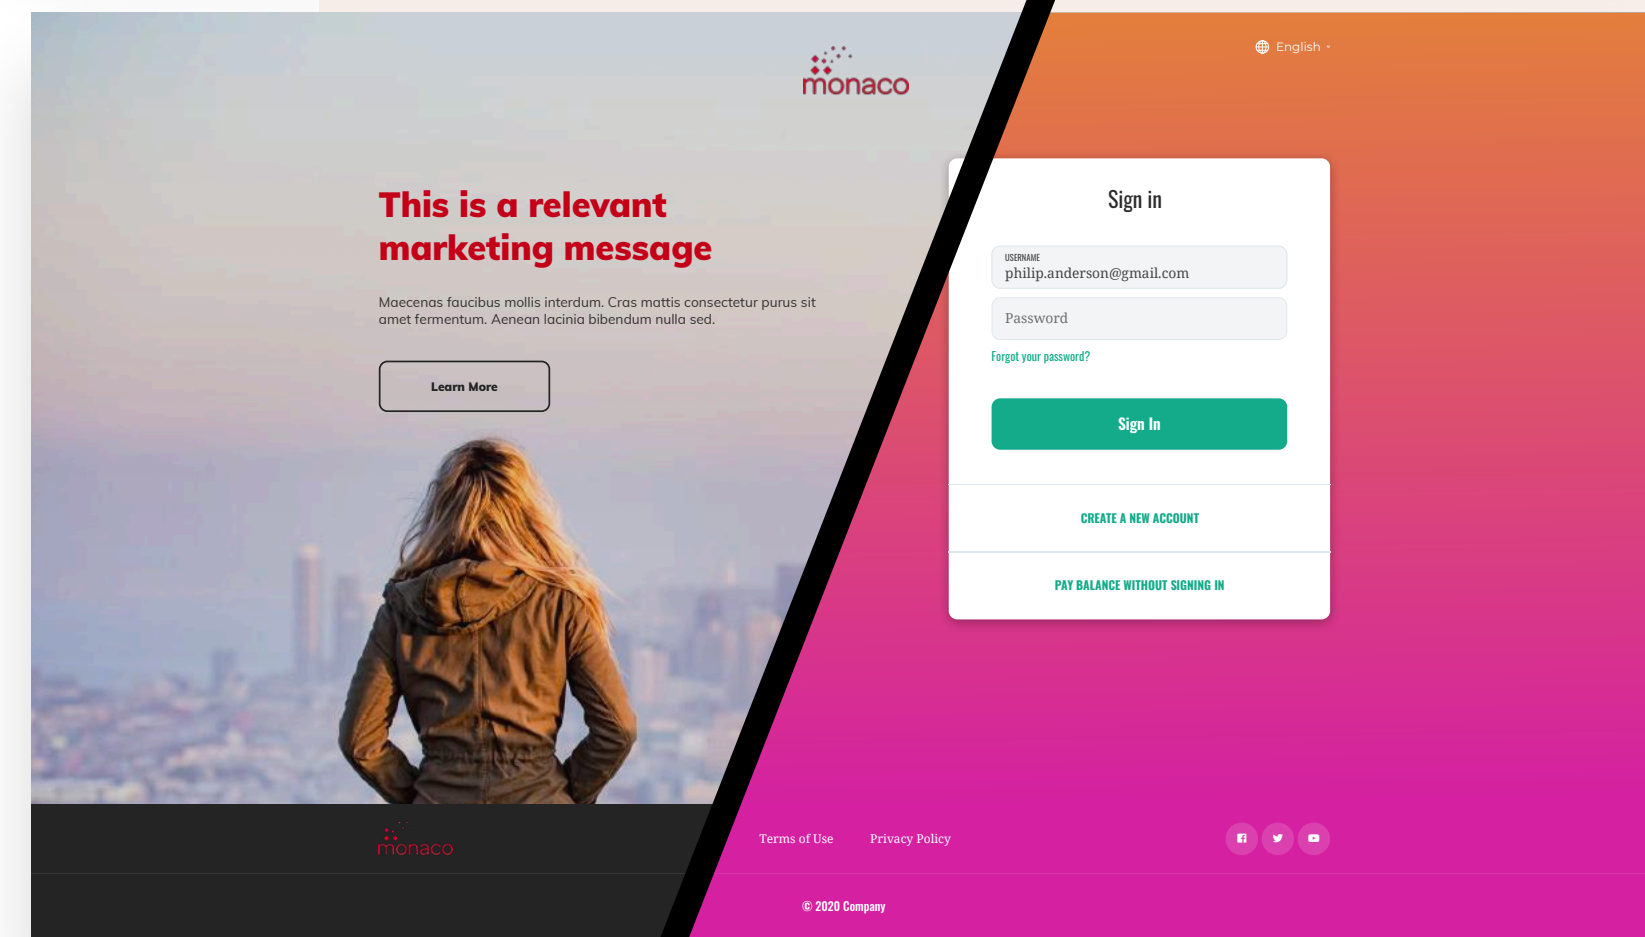 monaco
English
This is a relevant
marketing message
Maecenas faucibus mollis interdum. Cras mattis consectetur purus sit
amet fermentum. Aenean lacinia bibendum nulla sed.
Learn More
Sign in
USERNAME
philip.anderson@gmail.com
Password
Forgot your password?
Sign In
CREATE A NEW ACCOUNT
PAY BALANCE WITHOUT SIGNING IN
monaco
Terms of Use
Privacy Policy
© 2020 Company